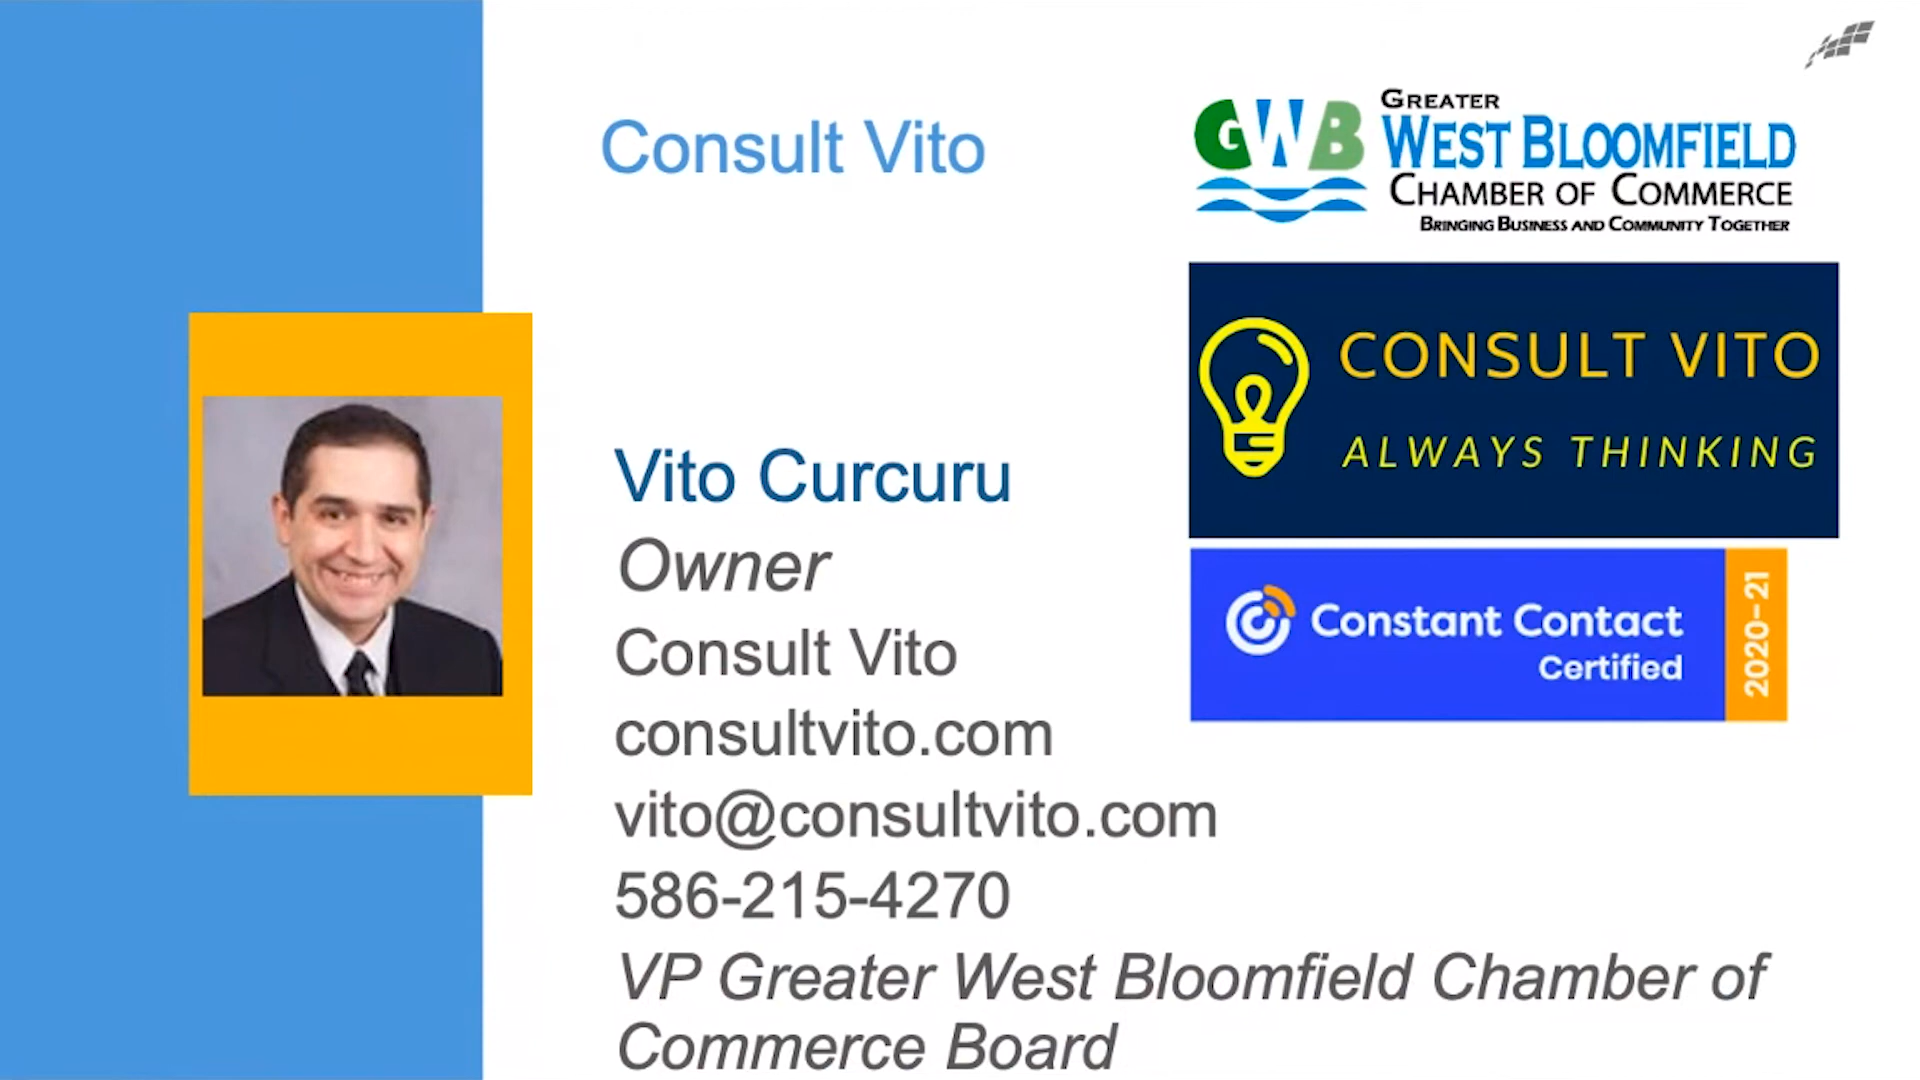 Consult Vito
GWB
GREATER
WEST BLOOMFIELD
CHAMBER OF COMMERCE
BRINGING BUSINESS AND COMMUNITY TOGETHER
CONSULT VITO
ALWAYS THINKING
Constant Contact
Certified
2020-21
Vito Curcuru
Owner
Consult Vito
consultvito.com
vito@consultvito.com
586-215-4270
VP Greater West Bloomfield Chamber of
Commerce Board